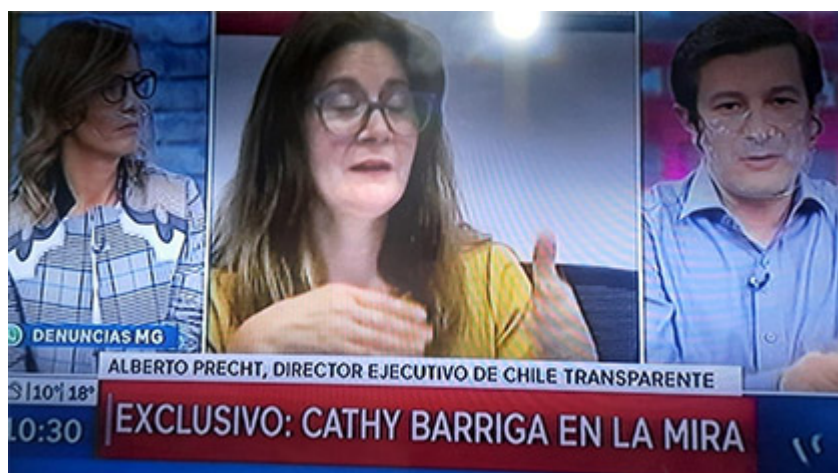 DENUNCIAS MG
ALBERTO PRECHT, DIRECTOR EJECUTIVO DE CHILE TRANSPARENTE
10° 18°
10:30
EXCLUSIVO: CATHY BARRIGA EN LA MIRA